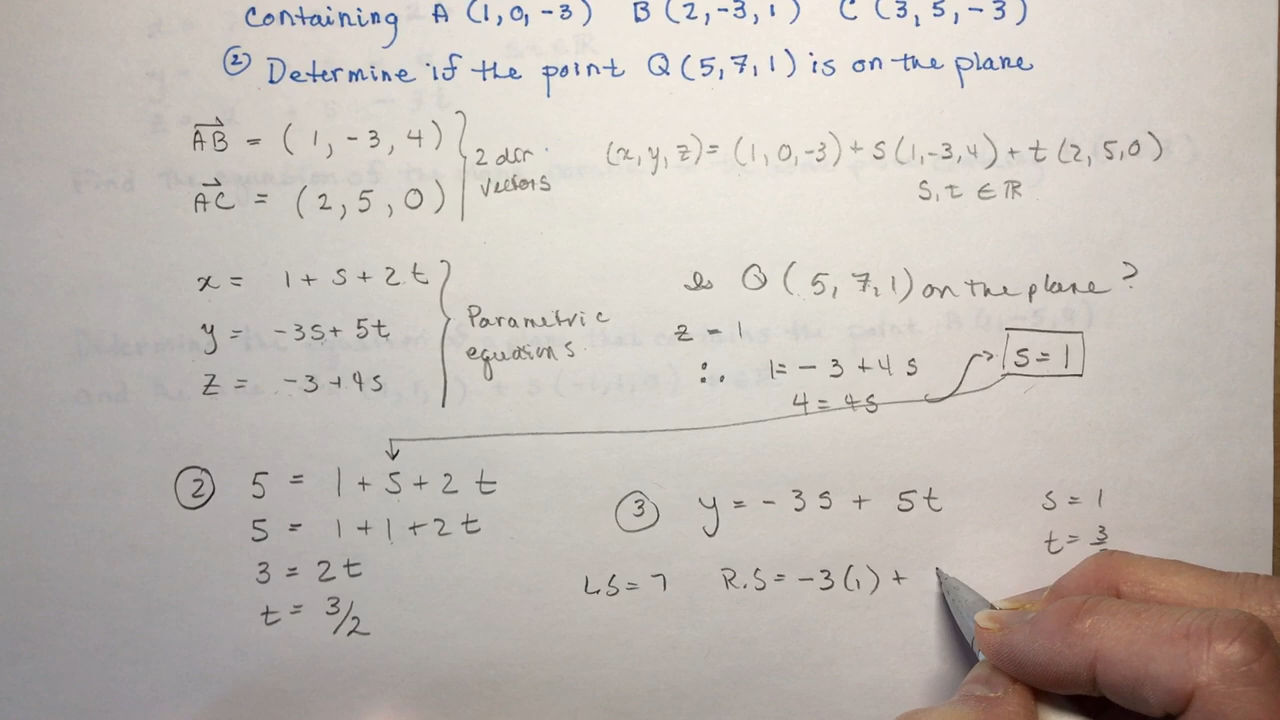 Containing A (1, 0, -3) B (2, -3, 1) C (3, 5, -3)
② Determine if the point Q (5, 7, 1) is on the plane
AB = (1, -3, 4)
AC = (2, 5, 0)
2 dir.
vectors
(x, y, z) = (1, 0, -3) + s (1, -3, 4) + t (2, 5, 0)
s, t ∈ ℝ
x = 1 + s + 2t
y = -3s + 5t
z = -3 + 4s
Parametric
equations.
Is Q (5, 7, 1) on the plane?
z = 1
∴ 1 = -3 + 4s
4 = 4s
s = 1
② 5 = 1 + s + 2t
5 = 1 + 1 + 2t
3 = 2t
t = 3/2
③ y = -3s + 5t
L.S = 7 R.S = -3(1) +
s = 1
t = 3